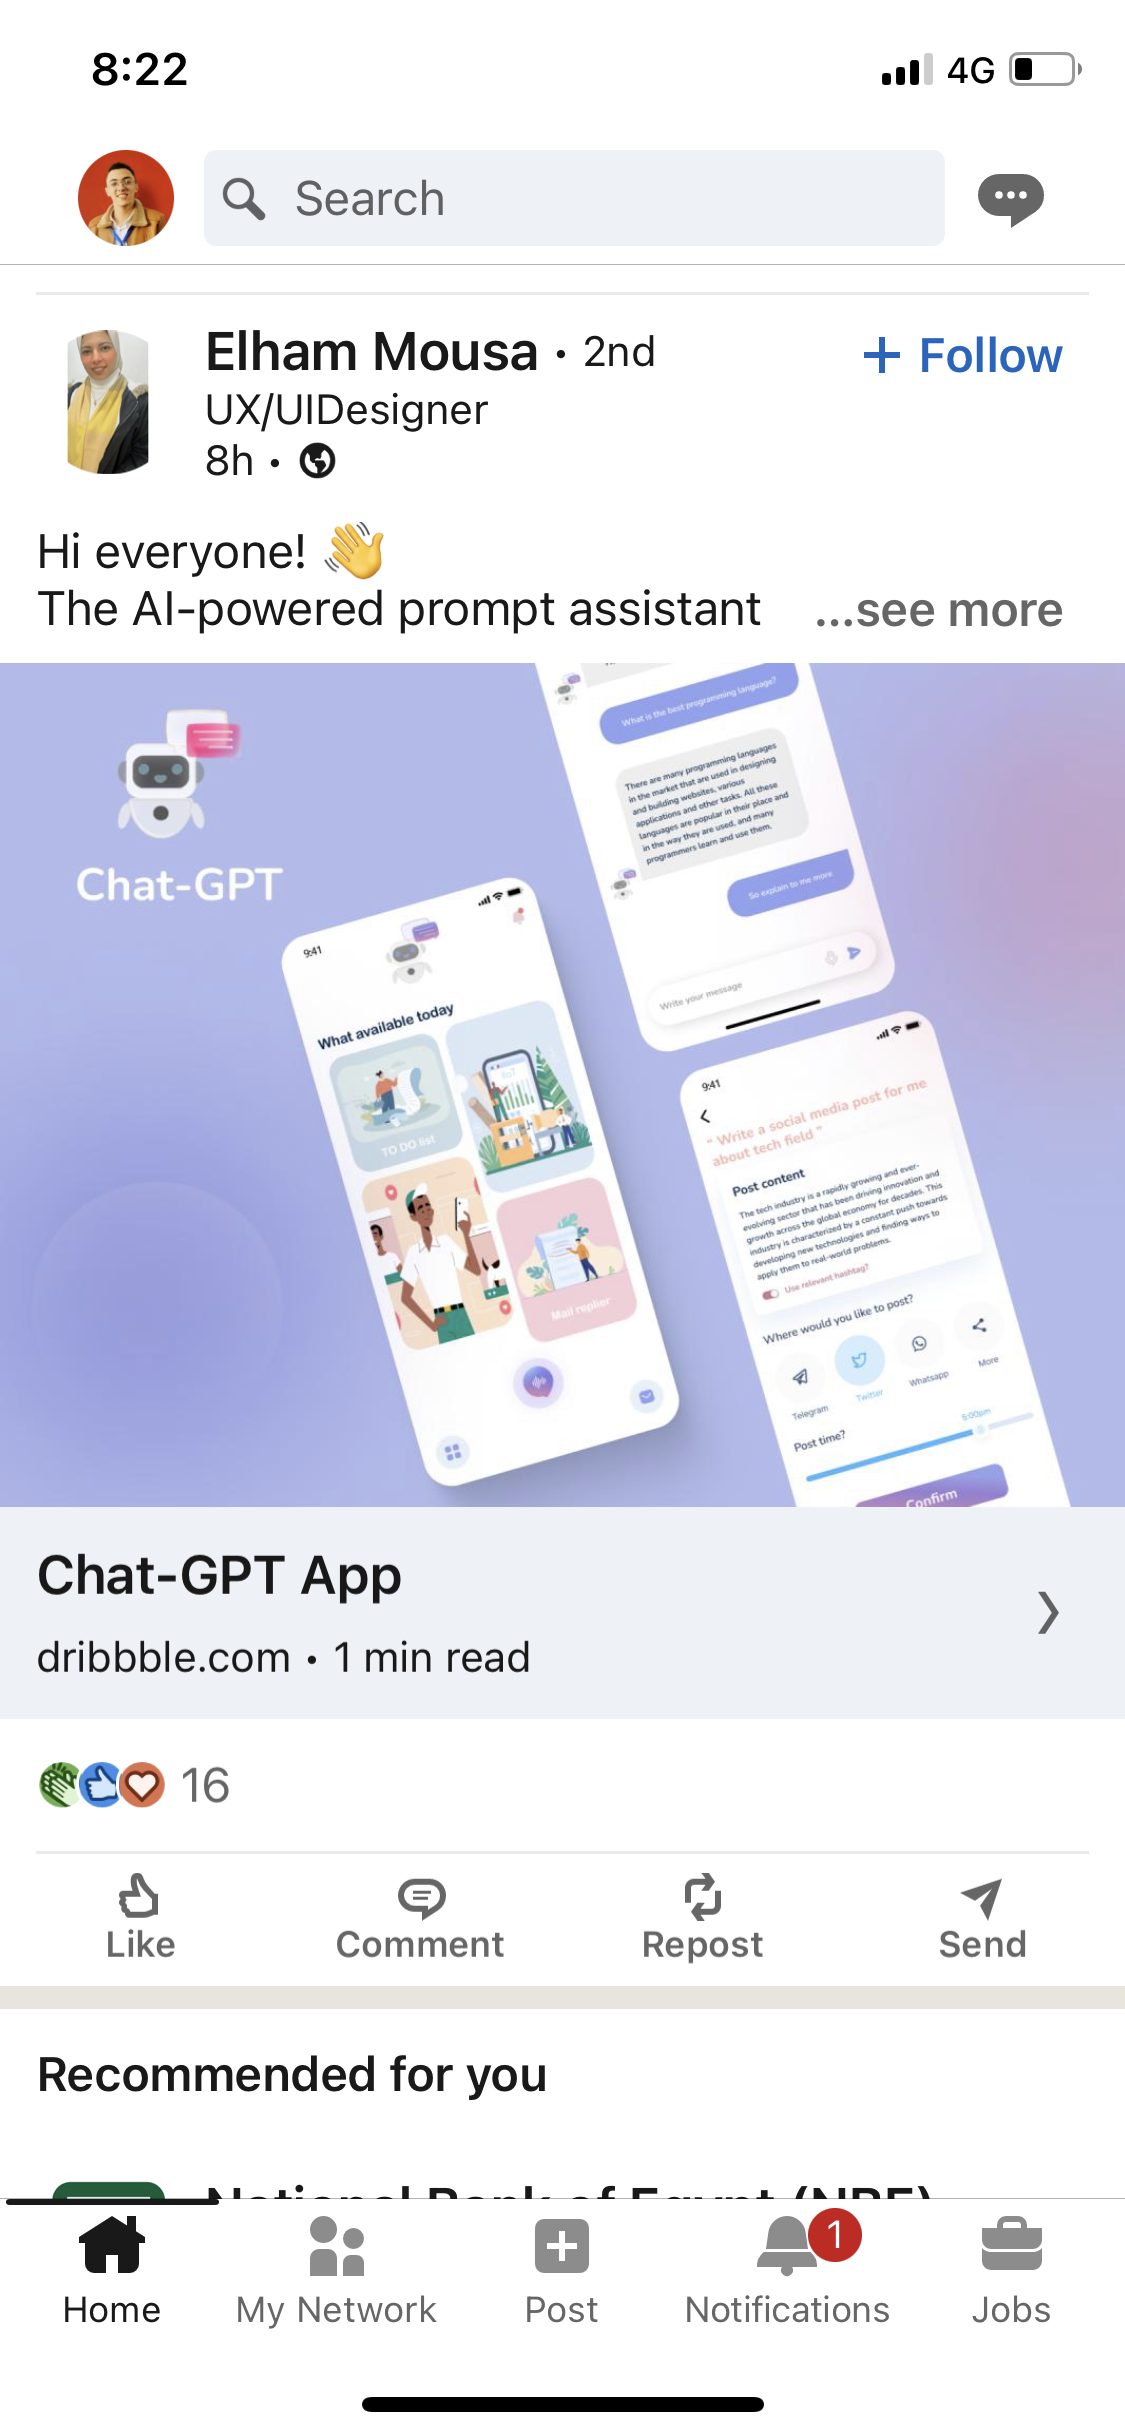 8:22
4G
Search
Elham Mousa • 2nd
+ Follow
UX/UIDesigner
8h •
Hi everyone! 👋
The AI-powered prompt assistant ...see more
Chat-GPT
What is the best programming language?
There are many programming languages
in the market that are used in designing
and building websites, various
applications and other tasks. All these
languages are popular in their place and
in the way they are used, and many
programmers learn and use them.
So explain to me more
Write your message
9:41
What available today
TO DO list
IoT
Mail replier
9:41
“ Write a social media post for me
about tech field ”
Post content
The tech industry is a rapidly growing and ever-
evolving sector that has been driving innovation and
growth across the global economy for decades. This
industry is characterized by a constant push towards
developing new technologies and finding ways to
apply them to real-world problems.
Use relevant hashtag?
Where would you like to post?
Telegram
Twitter
Whatsapp
More
Post time?
5:00pm
Confirm
Chat-GPT App
dribbble.com • 1 min read
16
Like
Comment
Repost
Send
Recommended for you
National Bank of Egypt (NBE)
1
Home
My Network
Post
Notifications
Jobs